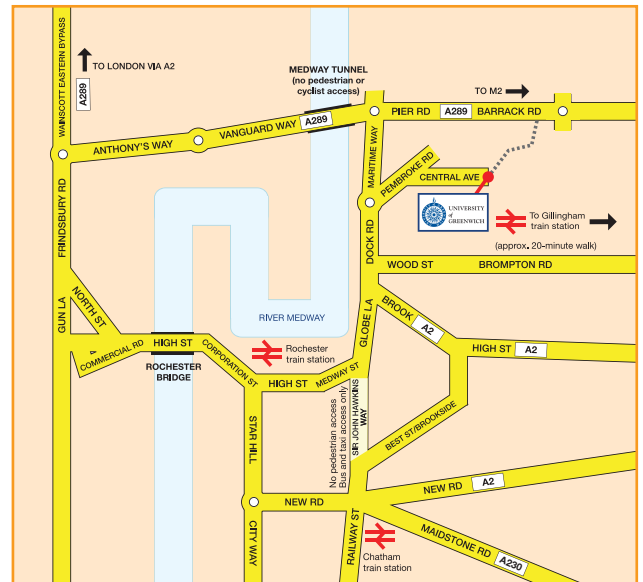 WAINSCOTT EASTERN BYPASS
A289
TO LONDON VIA A2
MEDWAY TUNNEL
(no pedestrian or
cyclist access)
TO M2
PIER RD
A289
BARRACK RD
VANGUARD WAY
A289
ANTHONY'S WAY
MARITIME WAY
PEMBROKE RD
CENTRAL AVE
UNIVERSITY
of
GREENWICH
To Gillingham
train station
(approx. 20-minute walk)
FRINDSBURY RD
DOCK RD
WOOD ST
BROMPTON RD
NORTH ST
GUN LA
RIVER MEDWAY
GLOBE LA
BROOK
A2
HIGH ST
A2
COMMERCIAL RD
HIGH ST
ROCHESTER
BRIDGE
CORPORATION ST
Rochester
train station
HIGH ST
MEDWAY ST
No pedestrian access
Bus and taxi access only
SIR JOHN HAWKINS
WAY
BEST ST/BROOKSIDE
STAR HILL
NEW RD
NEW RD
A2
CITY WAY
RAILWAY ST
MAIDSTONE RD
A230
Chatham
train station